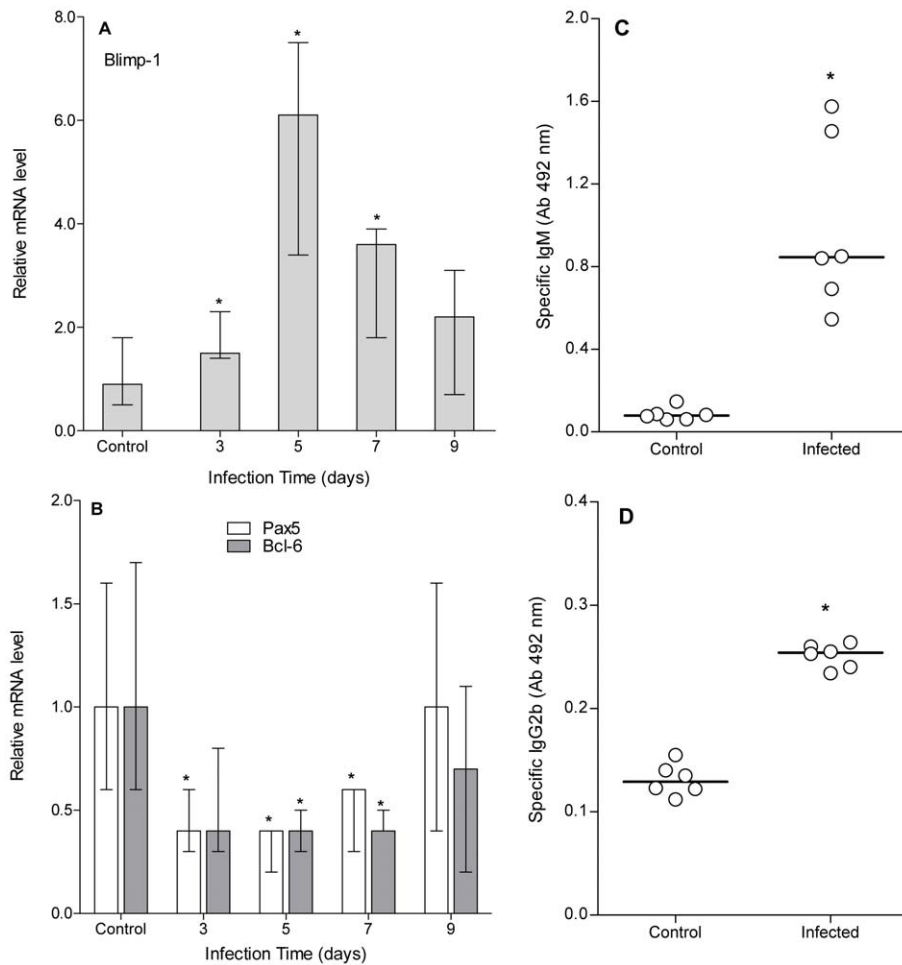 A
Blimp-1
Relative mRNA level
8.0
6.0
4.0
2.0
0.0
*
*
*
Control
3
5
7
9
Infection Time (days)
B
Pax5
Bcl-6
Relative mRNA level
2.0
1.5
1.0
0.5
0.0
*
*
*
*
*
Control
3
5
7
9
Infection Time (days)
C
Specific IgM (Ab 492 nm)
2.0
1.6
1.2
0.8
0.4
0.0
*
Control
Infected
D
Specific IgG2b (Ab 492 nm)
0.4
0.3
0.2
0.1
0.0
*
Control
Infected